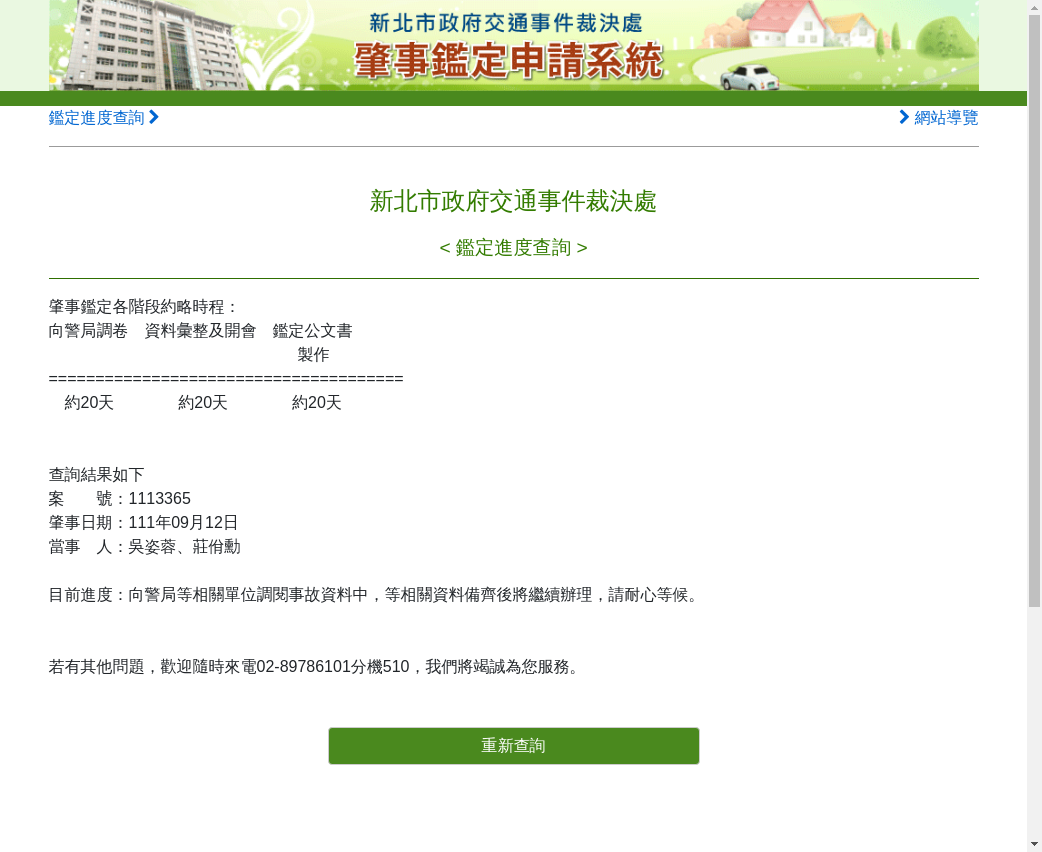 新北市政府交通事件裁決處
肇事鑑定申請系統
鑑定進度查詢
網站導覽
新北市政府交通事件裁決處
< 鑑定進度查詢 >
肇事鑑定各階段約略時程：
向警局調卷　資料彙整及開會　鑑定公文書
製作
======================================
約20天　　　　約20天　　　　約20天
查詢結果如下
案　　號：1113365
肇事日期：111年09月12日
當事　人：吳姿蓉、莊佾勳
目前進度：向警局等相關單位調閱事故資料中，等相關資料備齊後將繼續辦理，請耐心等候。
若有其他問題，歡迎隨時來電02-89786101分機510，我們將竭誠為您服務。
重新查詢